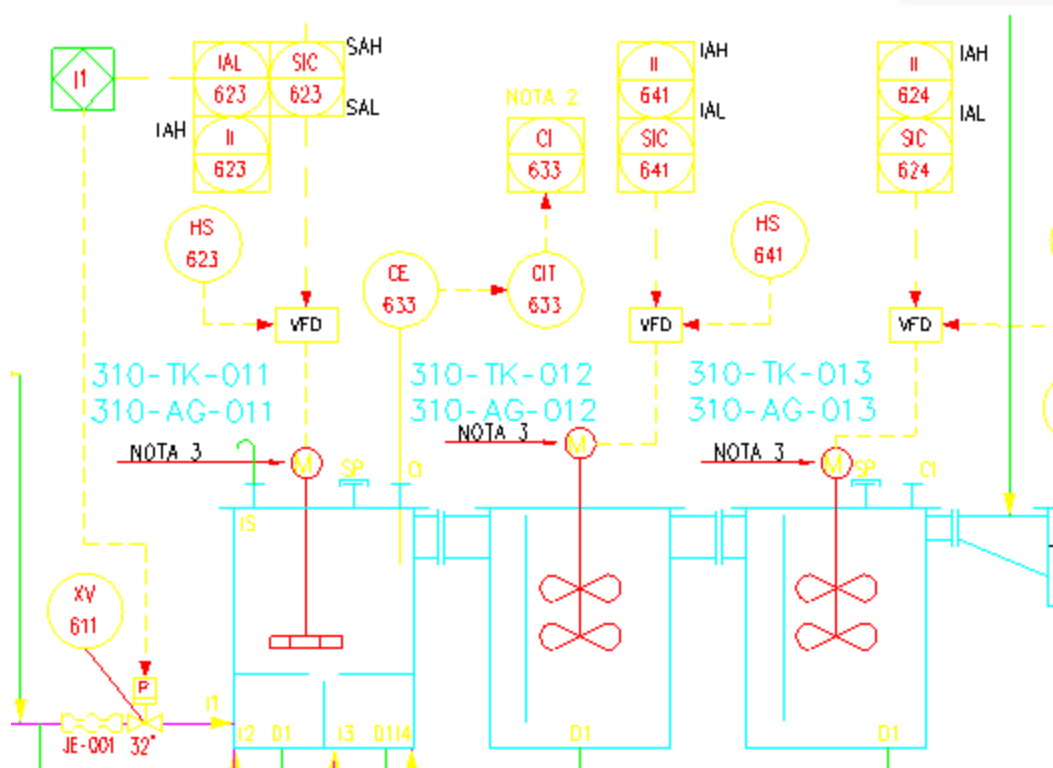 I1
IAL
623
SIC
623
SAH
SAL
IAH
II
623
HS
623
VFD
NOTA 2
CI
633
CE
633
CIT
633
II
641
IAH
SIC
641
IAL
HS
641
VFD
II
624
IAH
SIC
624
IAL
VFD
310-TK-011
310-AG-011
310-TK-012
310-AG-012
310-TK-013
310-AG-013
NOTA 3
M
SP
CI
NOTA 3
M
NOTA 3
M
SP
CI
IS
XV
611
P
I1
JE-001
32"
I2
D1
I3
D1
I4
D1
D1